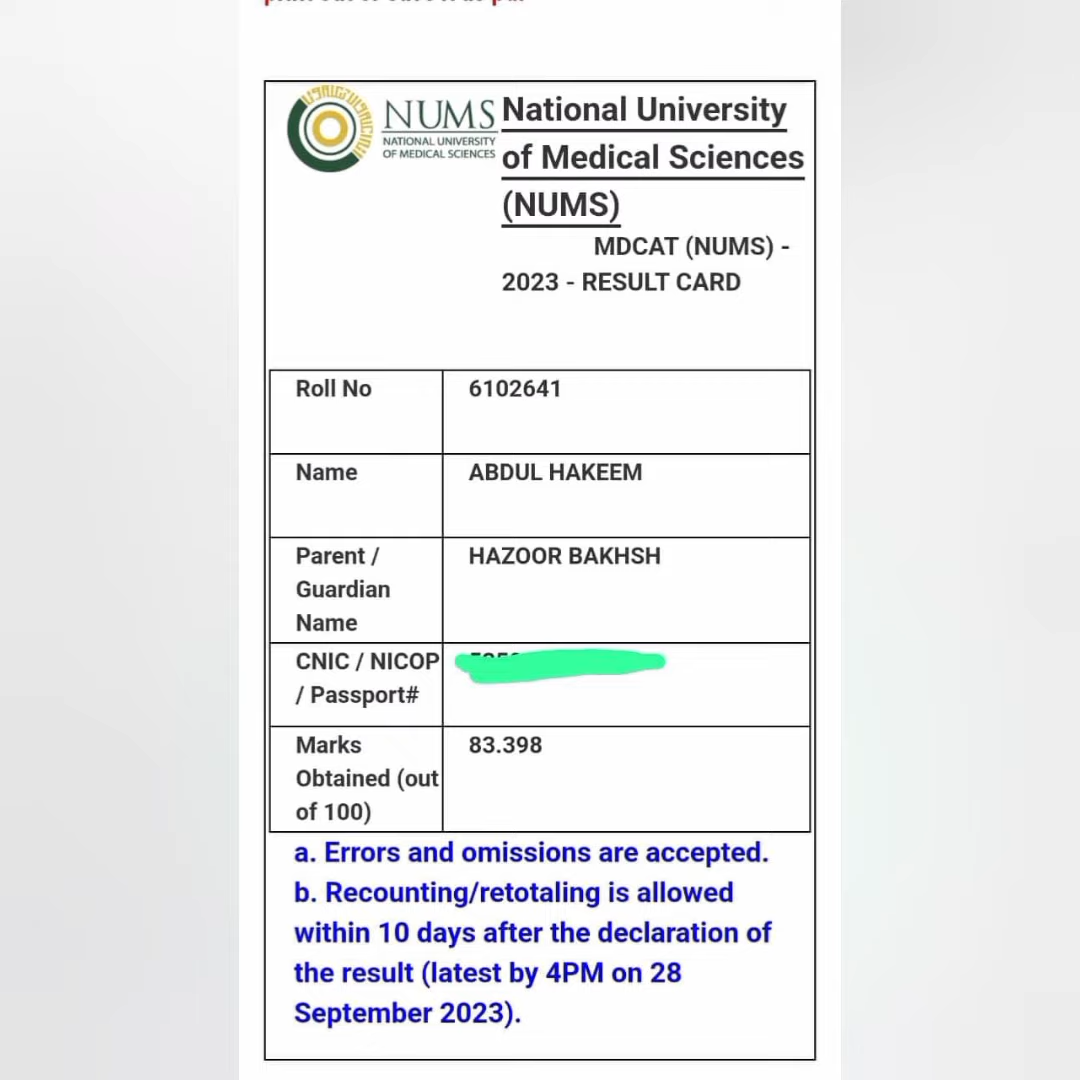 NUMS
NATIONAL UNIVERSITY
OF MEDICAL SCIENCES
National University
of Medical Sciences
(NUMS)
MDCAT (NUMS) -
2023 - RESULT CARD
Roll No 6102641
Name ABDUL HAKEEM
Parent / HAZOOR BAKHSH
Guardian
Name
CNIC / NICOP
/ Passport#
Marks 83.398
Obtained (out
of 100)
a. Errors and omissions are accepted.
b. Recounting/retotaling is allowed
within 10 days after the declaration of
the result (latest by 4PM on 28
September 2023).